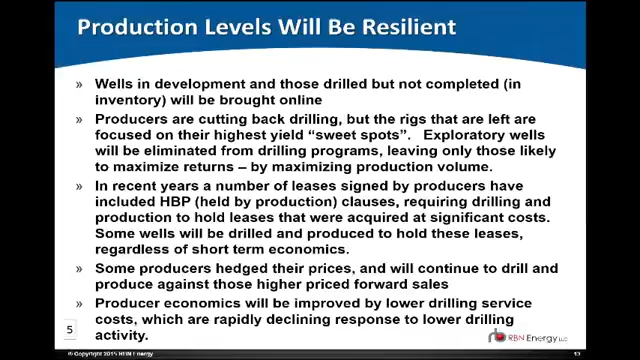 Production Levels Will Be Resilient
» Wells in development and those drilled but not completed (in
inventory) will be brought online
» Producers are cutting back drilling, but the rigs that are left are
focused on their highest yield “sweet spots”. Exploratory wells
will be eliminated from drilling programs, leaving only those likely
to maximize returns – by maximizing production volume.
» In recent years a number of leases signed by producers have
included HBP (held by production) clauses, requiring drilling and
production to hold leases that were acquired at significant costs.
Some wells will be drilled and produced to hold these leases,
regardless of short term economics.
» Some producers hedged their prices, and will continue to drill and
produce against those higher priced forward sales
» Producer economics will be improved by lower drilling service
costs, which are rapidly declining response to lower drilling
activity.
5
RBN Energy LLC
© Copyright RBN Energy